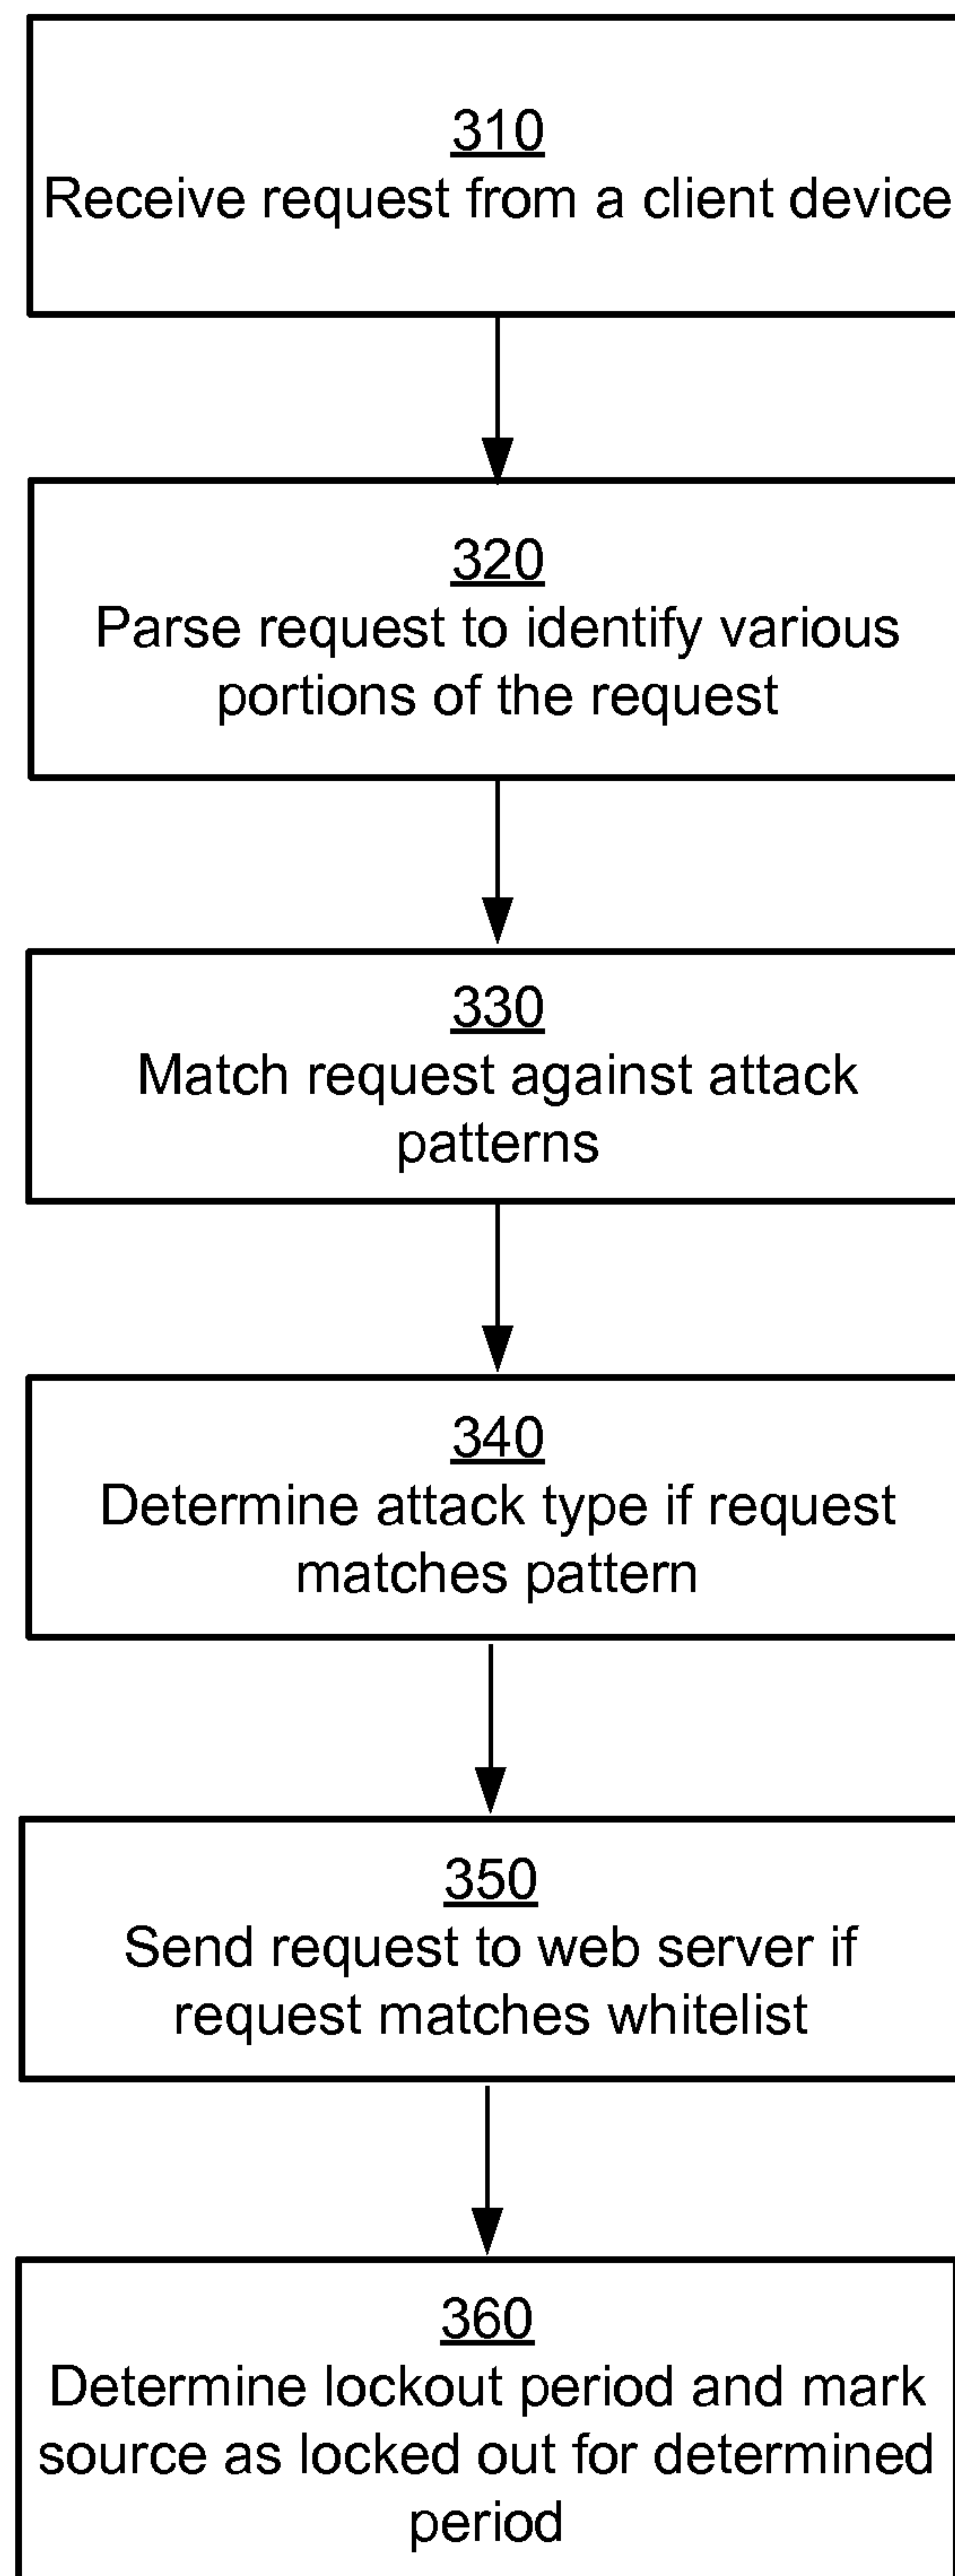 310
Receive request from a client device
320
Parse request to identify various
portions of the request
330
Match request against attack
patterns
340
Determine attack type if request
matches pattern
350
Send request to web server if
request matches whitelist
360
Determine lockout period and mark
source as locked out for determined
period